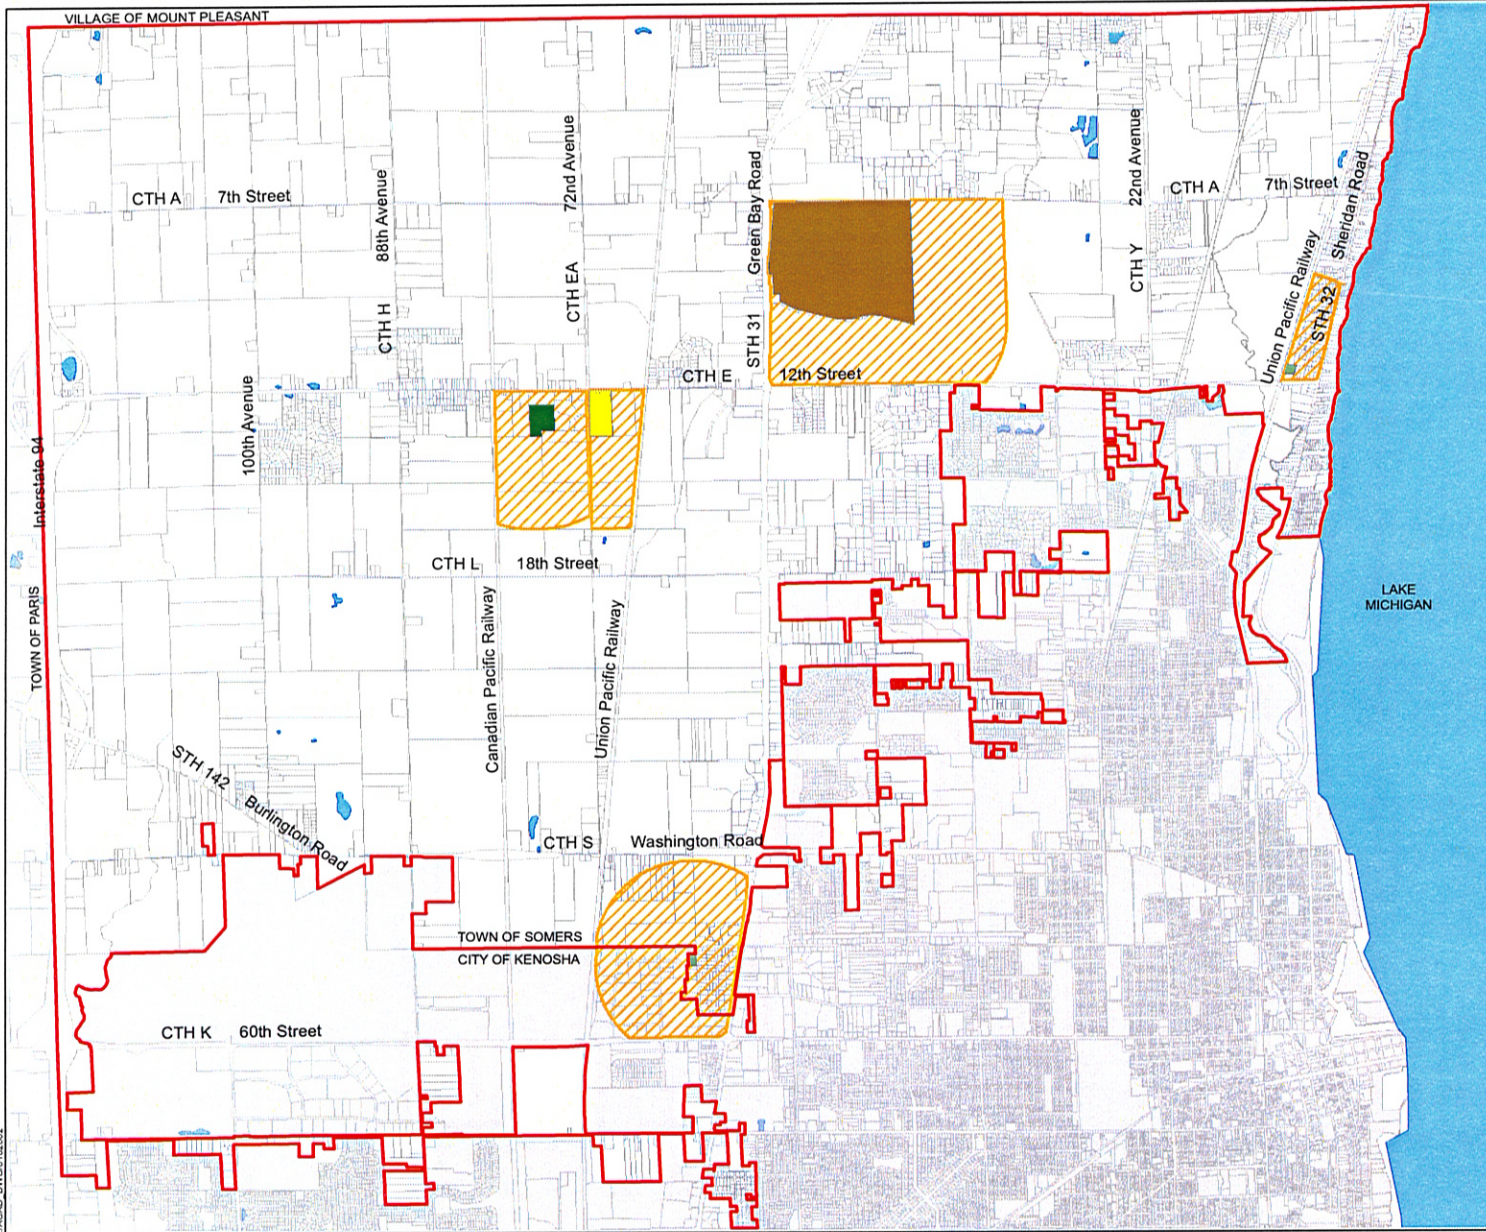 VILLAGE OF MOUNT PLEASANT
CTH A 7th Street
88th Avenue
CTH H
72nd Avenue
CTH EA
Green Bay Road
STH 31
22nd Avenue
CTH Y
CTH A 7th Street
Sheridan Road
Union Pacific Railway
STH 32
CTH E 12th Street
100th Avenue
Interstate 94
TOWN OF PARIS
CTH L 18th Street
LAKE
MICHIGAN
Canadian Pacific Railway
Union Pacific Railway
STH 142 Burlington Road
CTH S Washington Road
TOWN OF SOMERS
CITY OF KENOSHA
CTH K 60th Street